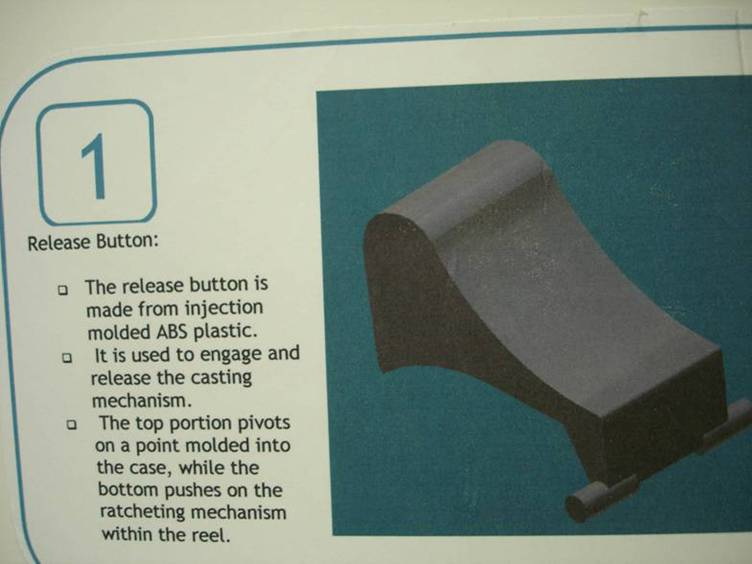 1
Release Button:
The release button is
made from injection
molded ABS plastic.
It is used to engage and
release the casting
mechanism.
The top portion pivots
on a point molded into
the case, while the
bottom pushes on the
ratcheting mechanism
within the reel.